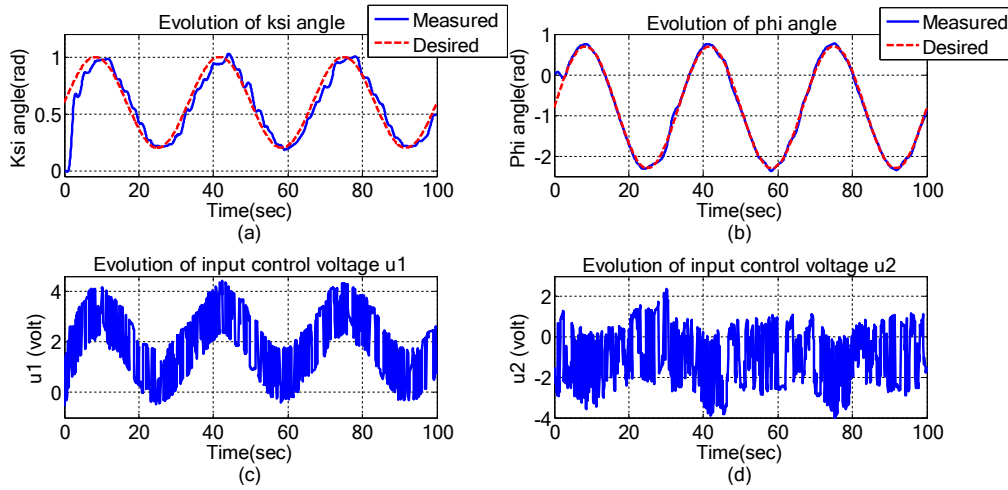 Evolution of ksi angle
Measured
Desired
Ksi angle(rad)
1
0.5
0
0 20 40 60 80 100
Time(sec)
(a)
Evolution of phi angle
Measured
Desired
Phi angle(rad)
1
0
-1
-2
0 20 40 60 80 100
Time(sec)
(b)
Evolution of input control voltage u1
u1 (volt)
4
2
0
0 20 40 60 80 100
Time(sec)
(c)
Evolution of input control voltage u2
u2 (volt)
2
0
-2
-4
0 20 40 60 80 100
Time(sec)
(d)